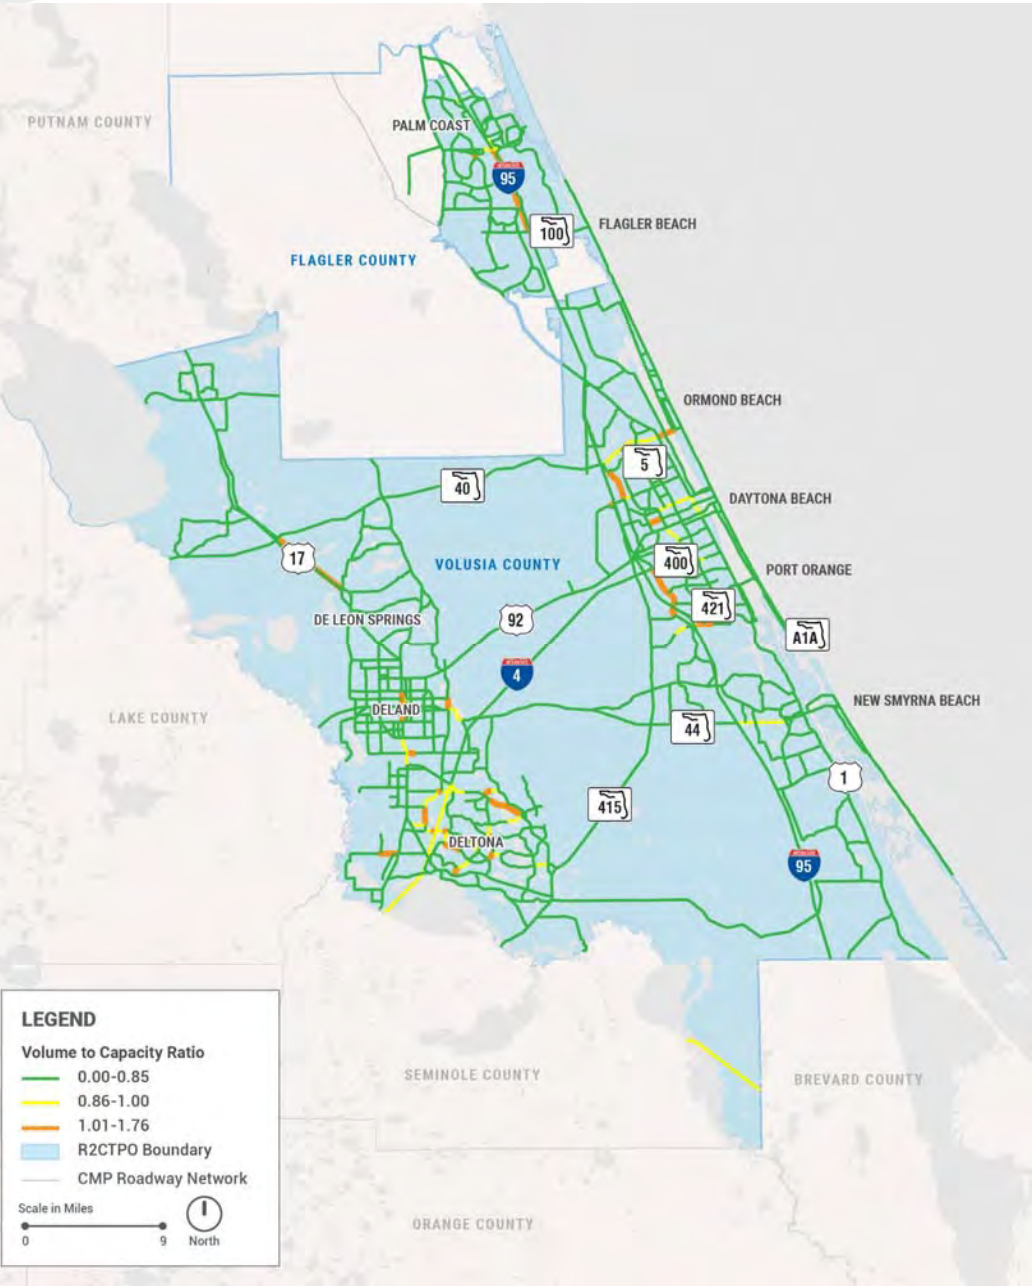 PUTNAM COUNTY
PALM COAST
INTERSTATE
95
100
FLAGLER BEACH
FLAGLER COUNTY
ORMOND BEACH
5
40
DAYTONA BEACH
17
VOLUSIA COUNTY
400
PORT ORANGE
92
421
DE LEON SPRINGS
A1A
INTERSTATE
4
NEW SMYRNA BEACH
LAKE COUNTY
DELAND
44
1
415
DELTONA
INTERSTATE
95
LEGEND
Volume to Capacity Ratio
0.00-0.85
0.86-1.00
1.01-1.76
R2CTPO Boundary
CMP Roadway Network
Scale in Miles
0 9 North
SEMINOLE COUNTY
BREVARD COUNTY
ORANGE COUNTY